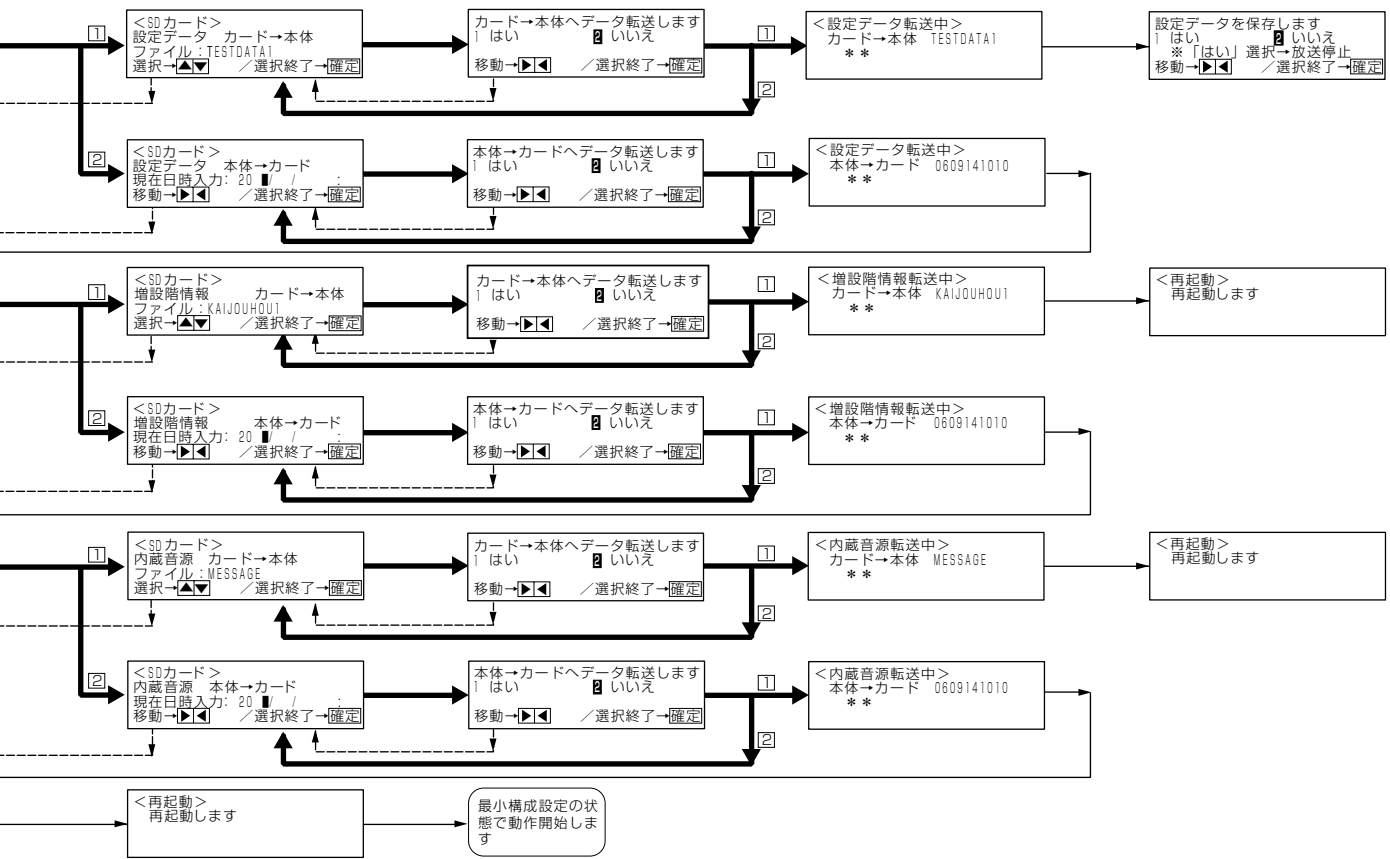 1
<SDカード>
設定データ　カード→本体
ファイル：TESTDATA1
選択→▲▼　／選択終了→確定
カード→本体へデータ転送します
1 はい　2 いいえ
移動→▶◀　／選択終了→確定
1
2
<設定データ転送中>
カード→本体　TESTDATA1
＊＊
設定データを保存します
1 はい　2 いいえ
※「はい」選択→放送停止
移動→▶◀　／選択終了→確定
2
<SDカード>
設定データ　本体→カード
現在日時入力：20 ■/ / :
移動→▶◀　／選択終了→確定
本体→カードへデータ転送します
1 はい　2 いいえ
移動→▶◀　／選択終了→確定
1
2
<設定データ転送中>
本体→カード　0609141010
＊＊
1
<SDカード>
増設階情報　カード→本体
ファイル：KAIJOUHOU1
選択→▲▼　／選択終了→確定
カード→本体へデータ転送します
1 はい　2 いいえ
移動→▶◀　／選択終了→確定
1
2
<増設階情報転送中>
カード→本体　KAIJOUHOU1
＊＊
<再起動>
再起動します
2
<SDカード>
増設階情報　本体→カード
現在日時入力：20 ■/ / :
移動→▶◀　／選択終了→確定
本体→カードへデータ転送します
1 はい　2 いいえ
移動→▶◀　／選択終了→確定
1
2
<増設階情報転送中>
本体→カード　0609141010
＊＊
1
<SDカード>
内蔵音源　カード→本体
ファイル：MESSAGE
選択→▲▼　／選択終了→確定
カード→本体へデータ転送します
1 はい　2 いいえ
移動→▶◀　／選択終了→確定
1
2
<内蔵音源転送中>
カード→本体　MESSAGE
＊＊
<再起動>
再起動します
2
<SDカード>
内蔵音源　本体→カード
現在日時入力：20 ■/ / :
移動→▶◀　／選択終了→確定
本体→カードへデータ転送します
1 はい　2 いいえ
移動→▶◀　／選択終了→確定
1
2
<内蔵音源転送中>
本体→カード　0609141010
＊＊
<再起動>
再起動します
最小構成設定の状
態で動作開始しま
す